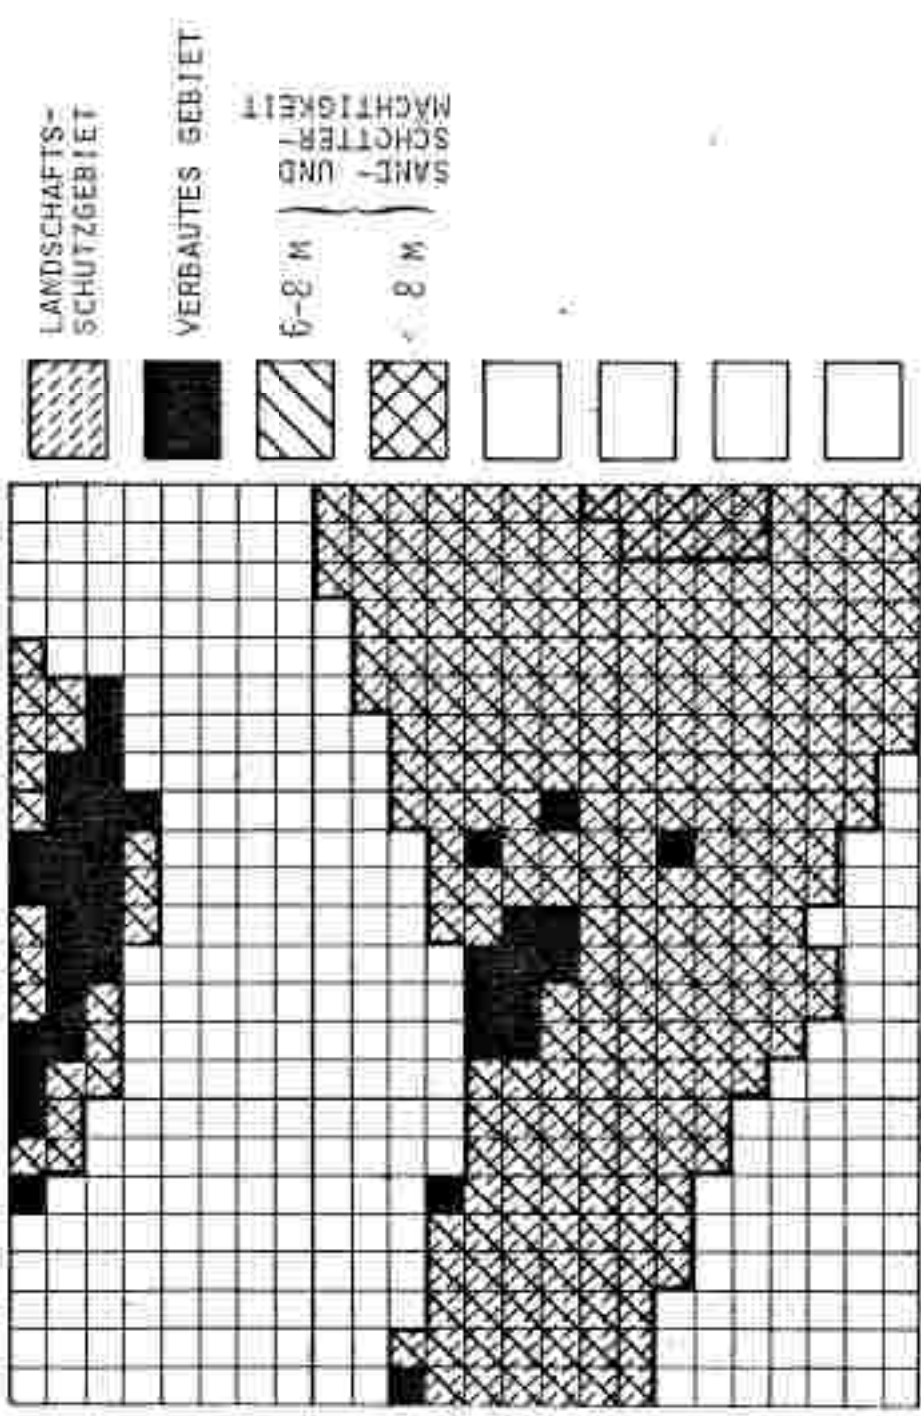 LANDSCHAFTS-
SCHUTZGEBIET
VERBAUTES GEBIET
6-8 M
8 M
SAND- UND
SCHOTTER-
MÄCHTIGKEIT